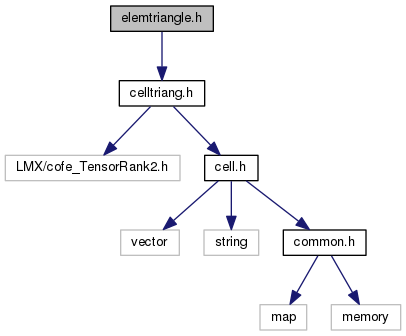 elemtriangle.h
celltriang.h
LMX/cofe_TensorRank2.h
cell.h
vector
string
common.h
map
memory